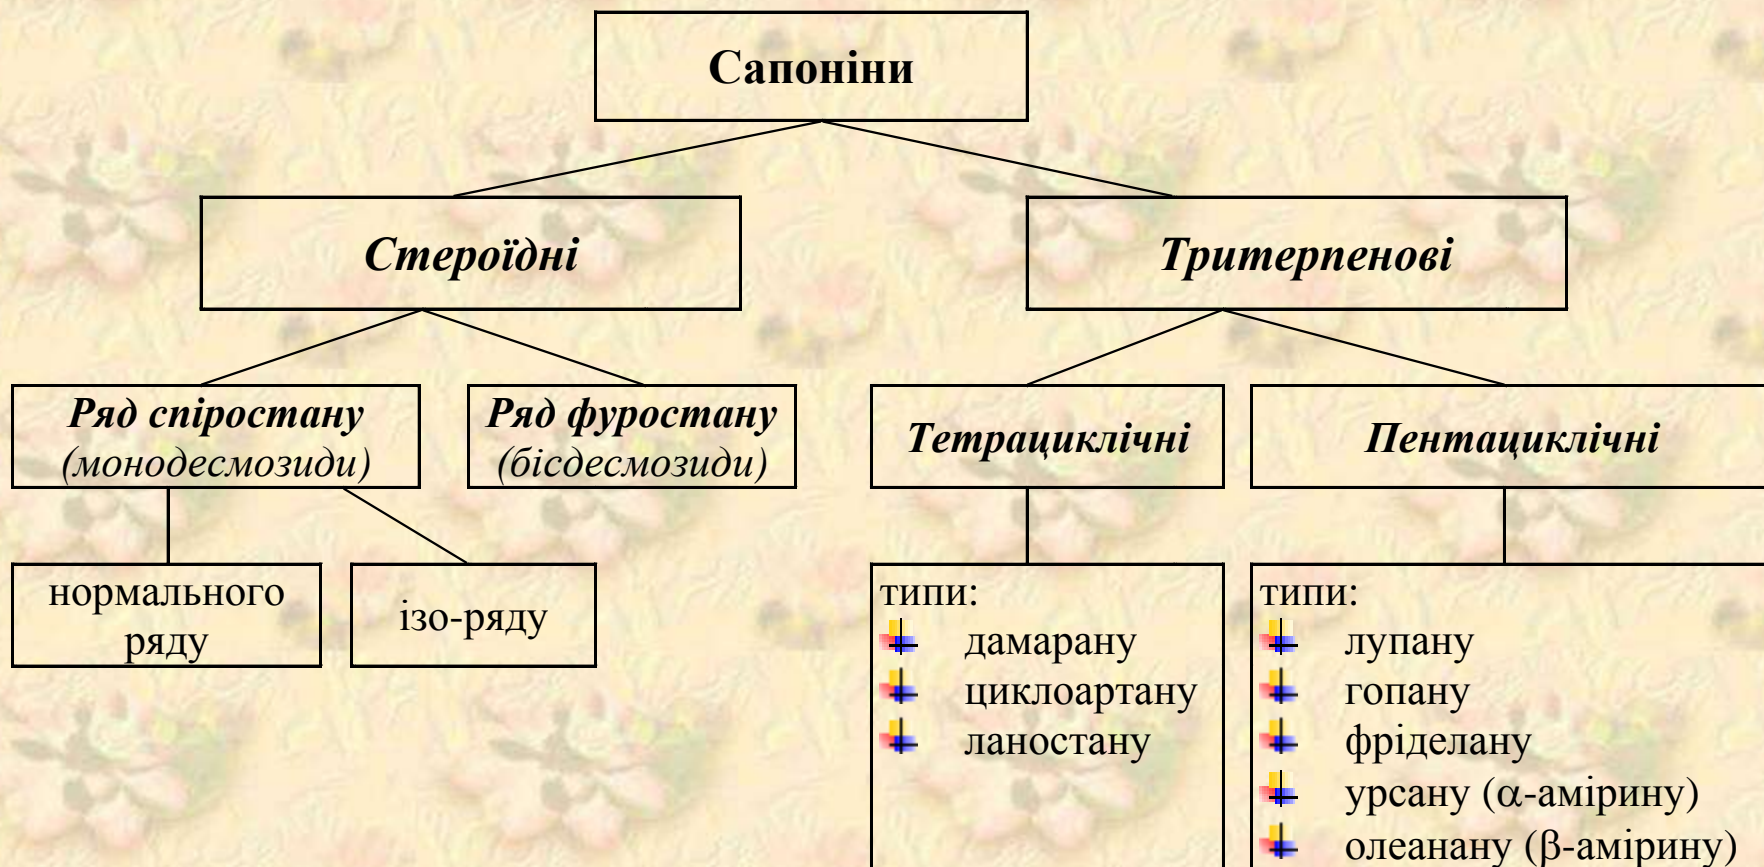 Сапоніни
Стероїдні
Тритерпенові
Ряд спіростану
(монодесмозиди)
Ряд фуростану
(бісдесмозиди)
Тетрациклічні
Пентациклічні
нормального
ряду
ізо-ряду
типи:
дамарану
циклоартану
ланостану
типи:
лупану
гопану
фріделану
урсану (α-амірину)
олеанану (β-амірину)